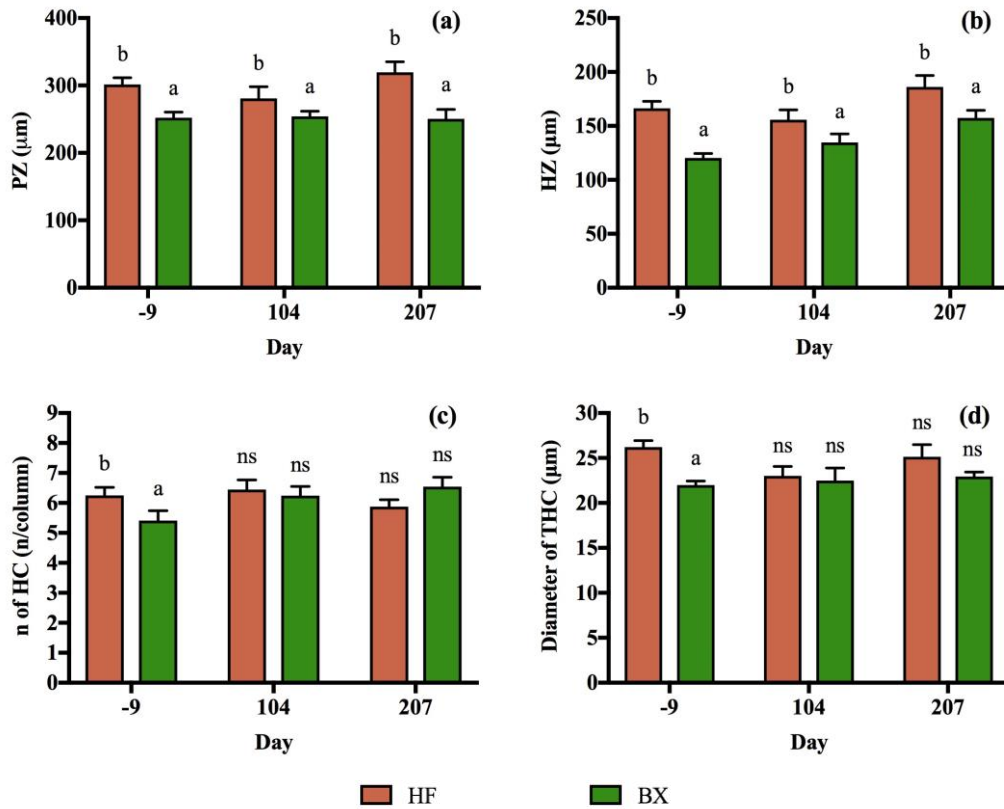 (a)
PZ (µm)
400
300
200
100
0
b
a
b
a
b
a
-9
104
207
Day
(b)
HZ (µm)
250
200
150
100
50
0
b
a
b
a
b
a
-9
104
207
Day
(c)
n of HC (n/column)
9
8
7
6
5
4
3
2
1
0
b
a
ns
ns
ns
ns
-9
104
207
Day
(d)
Diameter of THC (µm)
30
25
20
15
10
5
0
b
a
ns
ns
ns
ns
-9
104
207
Day
HF
BX